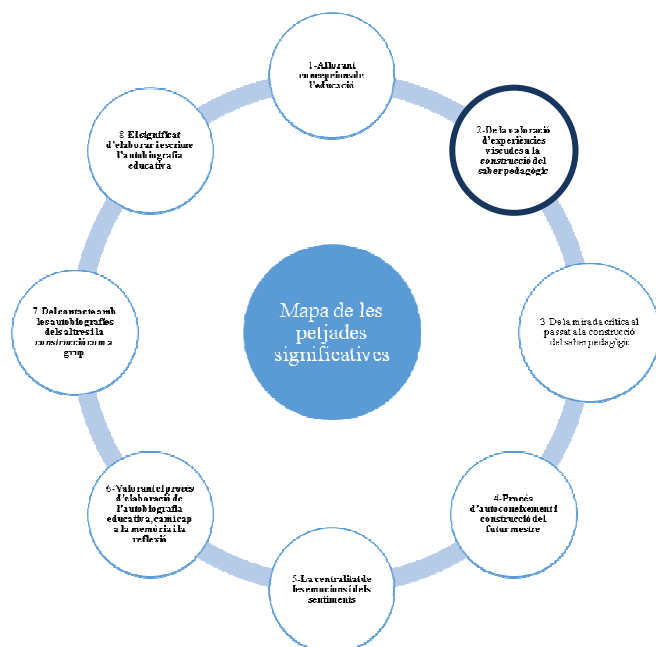 1-Aflorant
concepcions de
l'educació
2-De la valoració
d'experiències
viscudes a la
construcció del
saber pedagògic
3- De la mirada crítica al
passat a la construcció
del saber pedagògic
4-Procés
d'autoconeixement i
construcció del
futur mestre
5-La centralitat de
les emocions i dels
sentiments
6-Valorant el procés
d'elaboració de
l'autobiografia
educativa, camí cap
a la memòria i la
reflexió
7-Del contacte amb
les autobiografies
dels altres i la
construcció com a
grup
8-El significat
d'elaborar i escriure
l'autobiografia
educativa
Mapa de les
petjades
significatives